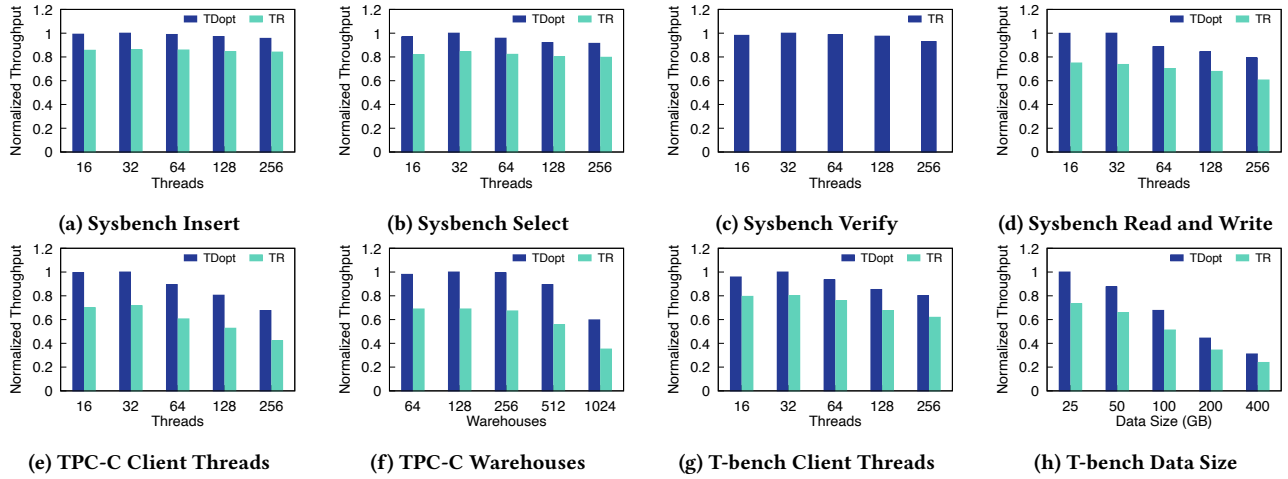 TDopt TR
1.2
1
0.8
0.6
0.4
0.2
0
Normalized Throughput
16 32 64 128 256
Threads
(a) Sysbench Insert
TDopt TR
1.2
1
0.8
0.6
0.4
0.2
0
Normalized Throughput
16 32 64 128 256
Threads
(b) Sysbench Select
TR
1.2
1
0.8
0.6
0.4
0.2
0
Normalized Throughput
16 32 64 128 256
Threads
(c) Sysbench Verify
TDopt TR
1.2
1
0.8
0.6
0.4
0.2
0
Normalized Throughput
16 32 64 128 256
Threads
(d) Sysbench Read and Write
TDopt TR
1.2
1
0.8
0.6
0.4
0.2
0
Normalized Throughput
16 32 64 128 256
Threads
(e) TPC-C Client Threads
TDopt TR
1.2
1
0.8
0.6
0.4
0.2
0
Normalized Throughput
64 128 256 512 1024
Warehouses
(f) TPC-C Warehouses
TDopt TR
1.2
1
0.8
0.6
0.4
0.2
0
Normalized Throughput
16 32 64 128 256
Threads
(g) T-bench Client Threads
TDopt TR
1.2
1
0.8
0.6
0.4
0.2
0
Normalized Throughput
25 50 100 200 400
Data Size (GB)
(h) T-bench Data Size